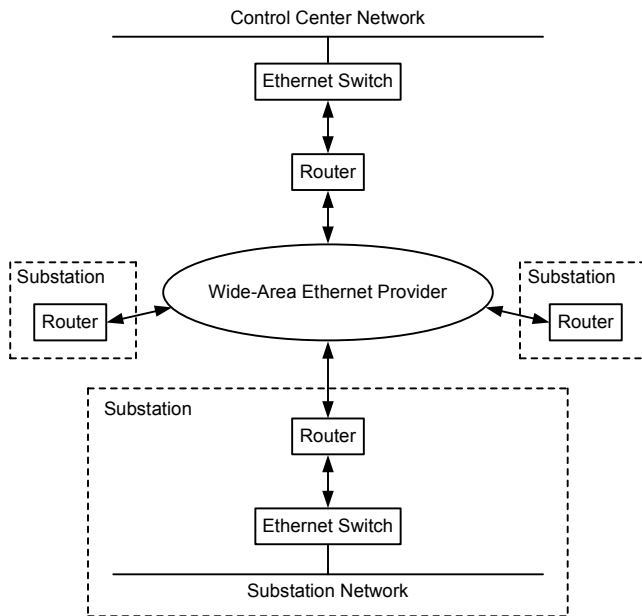 Control Center Network
Ethernet Switch
Router
Substation
Router
Wide-Area Ethernet Provider
Substation
Router
Substation
Router
Ethernet Switch
Substation Network